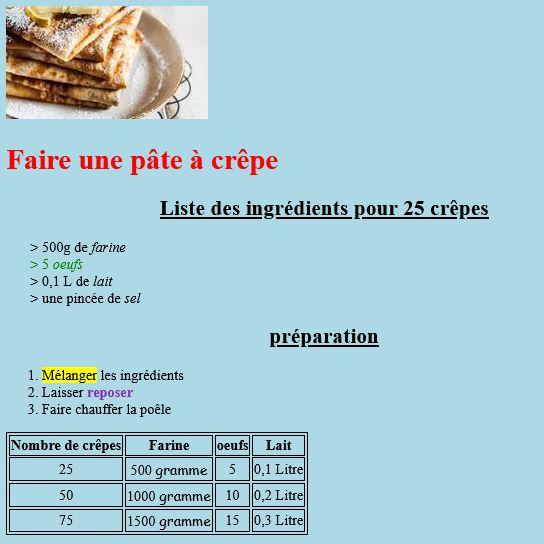 Faire une pâte à crêpe
Liste des ingrédients pour 25 crêpes
> 500g de farine
> 5 oeufs
> 0,1 L de lait
> une pincée de sel
préparation
1. Mélanger les ingrédients
2. Laisser reposer
3. Faire chauffer la poêle
Nombre de crêpes Farine oeufs Lait
25 500 gramme 5 0,1 Litre
50 1000 gramme 10 0,2 Litre
75 1500 gramme 15 0,3 Litre